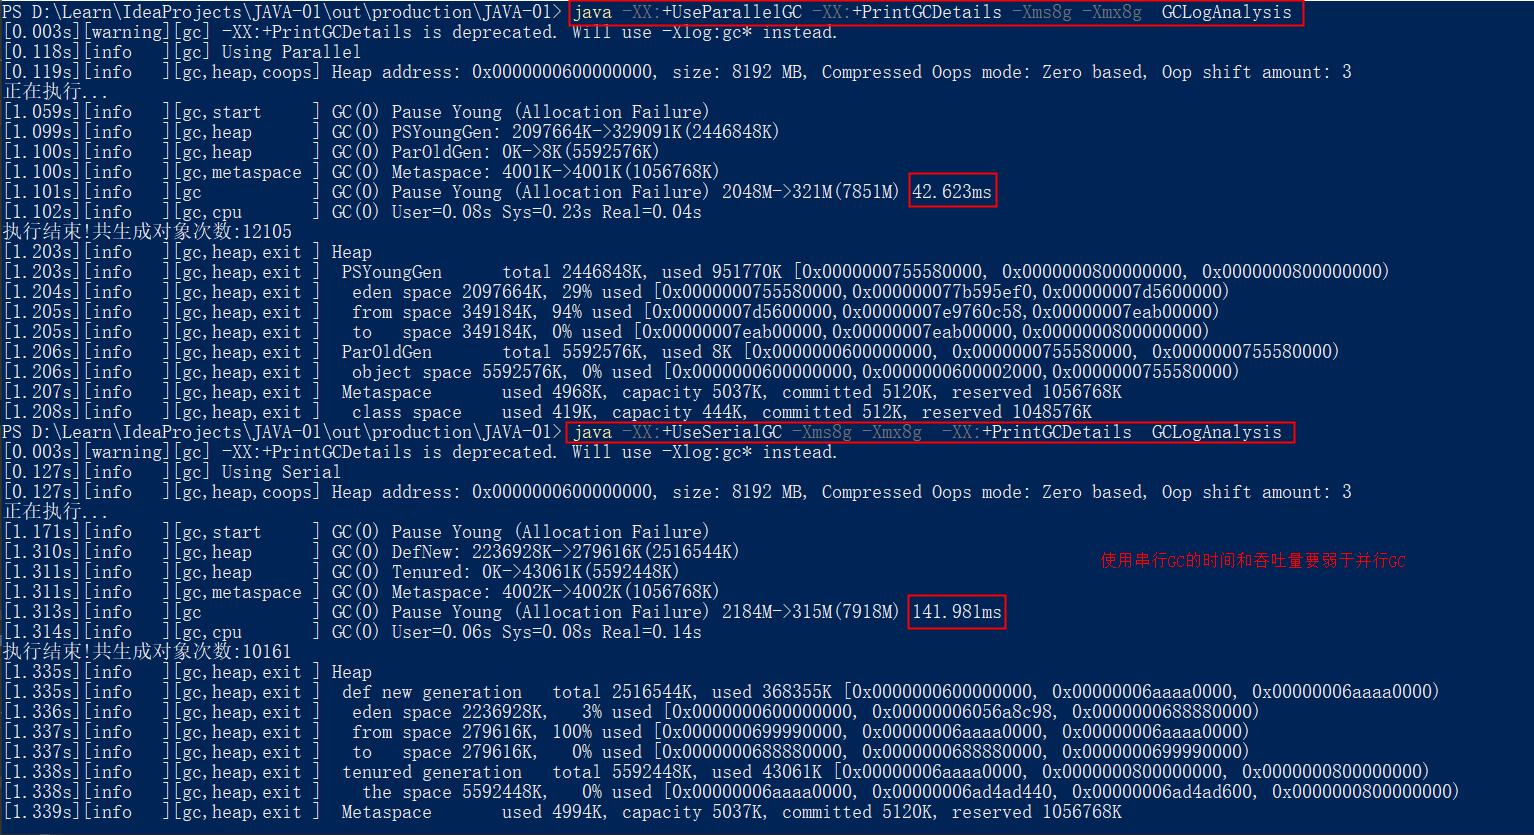 PS D:\Learn\IdeaProjects\JAVA-01\out\production\JAVA-01> java -XX:+UseParallelGC -XX:+PrintGCDetails -Xms8g -Xmx8g  GCLogAnalysis
[0.003s][warning][gc] -XX:+PrintGCDetails is deprecated. Will use -Xlog:gc* instead.
[0.118s][info   ][gc] Using Parallel
[0.119s][info   ][gc,heap,coops] Heap address: 0x0000000600000000, size: 8192 MB, Compressed Oops mode: Zero based, Oop shift amount: 3
正在执行...
[1.059s][info   ][gc,start     ] GC(0) Pause Young (Allocation Failure)
[1.099s][info   ][gc,heap      ] GC(0) PSYoungGen: 2097664K->329091K(2446848K)
[1.100s][info   ][gc,heap      ] GC(0) ParOldGen: 0K->8K(5592576K)
[1.100s][info   ][gc,metaspace ] GC(0) Metaspace: 4001K->4001K(1056768K)
[1.101s][info   ][gc           ] GC(0) Pause Young (Allocation Failure) 2048M->321M(7851M) 42.623ms
[1.102s][info   ][gc,cpu       ] GC(0) User=0.08s Sys=0.23s Real=0.04s
执行结束!共生成对象次数:12105
[1.203s][info   ][gc,heap,exit ] Heap
[1.203s][info   ][gc,heap,exit ]  PSYoungGen      total 2446848K, used 951770K [0x0000000755580000, 0x0000000800000000, 0x0000000800000000)
[1.204s][info   ][gc,heap,exit ]   eden space 2097664K, 29% used [0x0000000755580000,0x000000077b595ef0,0x00000007d5600000)
[1.205s][info   ][gc,heap,exit ]   from space 349184K, 94% used [0x00000007d5600000,0x00000007e9760c58,0x00000007eab00000)
[1.205s][info   ][gc,heap,exit ]   to   space 349184K, 0% used [0x00000007eab00000,0x00000007eab00000,0x0000000800000000)
[1.206s][info   ][gc,heap,exit ]  ParOldGen       total 5592576K, used 8K [0x0000000600000000, 0x0000000755580000, 0x0000000755580000)
[1.206s][info   ][gc,heap,exit ]   object space 5592576K, 0% used [0x0000000600000000,0x0000000600002000,0x0000000755580000)
[1.207s][info   ][gc,heap,exit ]  Metaspace       used 4968K, capacity 5037K, committed 5120K, reserved 1056768K
[1.208s][info   ][gc,heap,exit ]   class space    used 419K, capacity 444K, committed 512K, reserved 1048576K
PS D:\Learn\IdeaProjects\JAVA-01\out\production\JAVA-01> java -XX:+UseSerialGC -Xms8g -Xmx8g  -XX:+PrintGCDetails  GCLogAnalysis
[0.003s][warning][gc] -XX:+PrintGCDetails is deprecated. Will use -Xlog:gc* instead.
[0.127s][info   ][gc] Using Serial
[0.127s][info   ][gc,heap,coops] Heap address: 0x0000000600000000, size: 8192 MB, Compressed Oops mode: Zero based, Oop shift amount: 3
正在执行...
[1.171s][info   ][gc,start     ] GC(0) Pause Young (Allocation Failure)
[1.310s][info   ][gc,heap      ] GC(0) DefNew: 2236928K->279616K(2516544K)
[1.311s][info   ][gc,heap      ] GC(0) Tenured: 0K->43061K(5592448K)
使用串行GC的时间和吞吐量要弱于并行GC
[1.311s][info   ][gc,metaspace ] GC(0) Metaspace: 4002K->4002K(1056768K)
[1.313s][info   ][gc           ] GC(0) Pause Young (Allocation Failure) 2184M->315M(7918M) 141.981ms
[1.314s][info   ][gc,cpu       ] GC(0) User=0.06s Sys=0.08s Real=0.14s
执行结束!共生成对象次数:10161
[1.335s][info   ][gc,heap,exit ] Heap
[1.335s][info   ][gc,heap,exit ]  def new generation   total 2516544K, used 368355K [0x0000000600000000, 0x00000006aaaa0000, 0x00000006aaaa0000)
[1.336s][info   ][gc,heap,exit ]   eden space 2236928K,   3% used [0x0000000600000000, 0x00000006056a8c98, 0x0000000688880000)
[1.337s][info   ][gc,heap,exit ]   from space 279616K, 100% used [0x0000000699990000, 0x00000006aaaa0000, 0x00000006aaaa0000)
[1.337s][info   ][gc,heap,exit ]   to   space 279616K,   0% used [0x0000000688880000, 0x0000000688880000, 0x0000000699990000)
[1.338s][info   ][gc,heap,exit ]  tenured generation   total 5592448K, used 43061K [0x00000006aaaa0000, 0x0000000800000000, 0x0000000800000000)
[1.338s][info   ][gc,heap,exit ]    the space 5592448K,   0% used [0x00000006aaaa0000, 0x00000006ad4ad440, 0x00000006ad4ad600, 0x0000000800000000)
[1.339s][info   ][gc,heap,exit ]  Metaspace       used 4994K, capacity 5037K, committed 5120K, reserved 1056768K